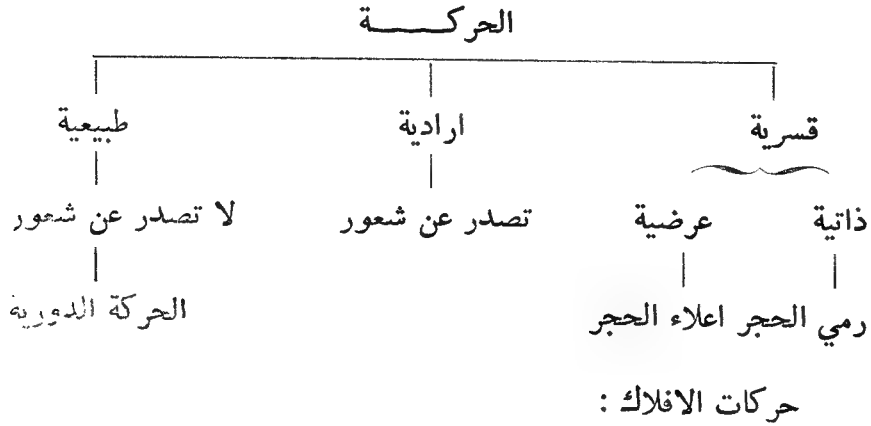 الحركة
قسرية ارادية طبيعية
ذاتية عرضية تصدر عن شعور لا تصدر عن شعور
رمي الحجر اعلاء الحجر الحركة الدورية
حركات الافلاك :